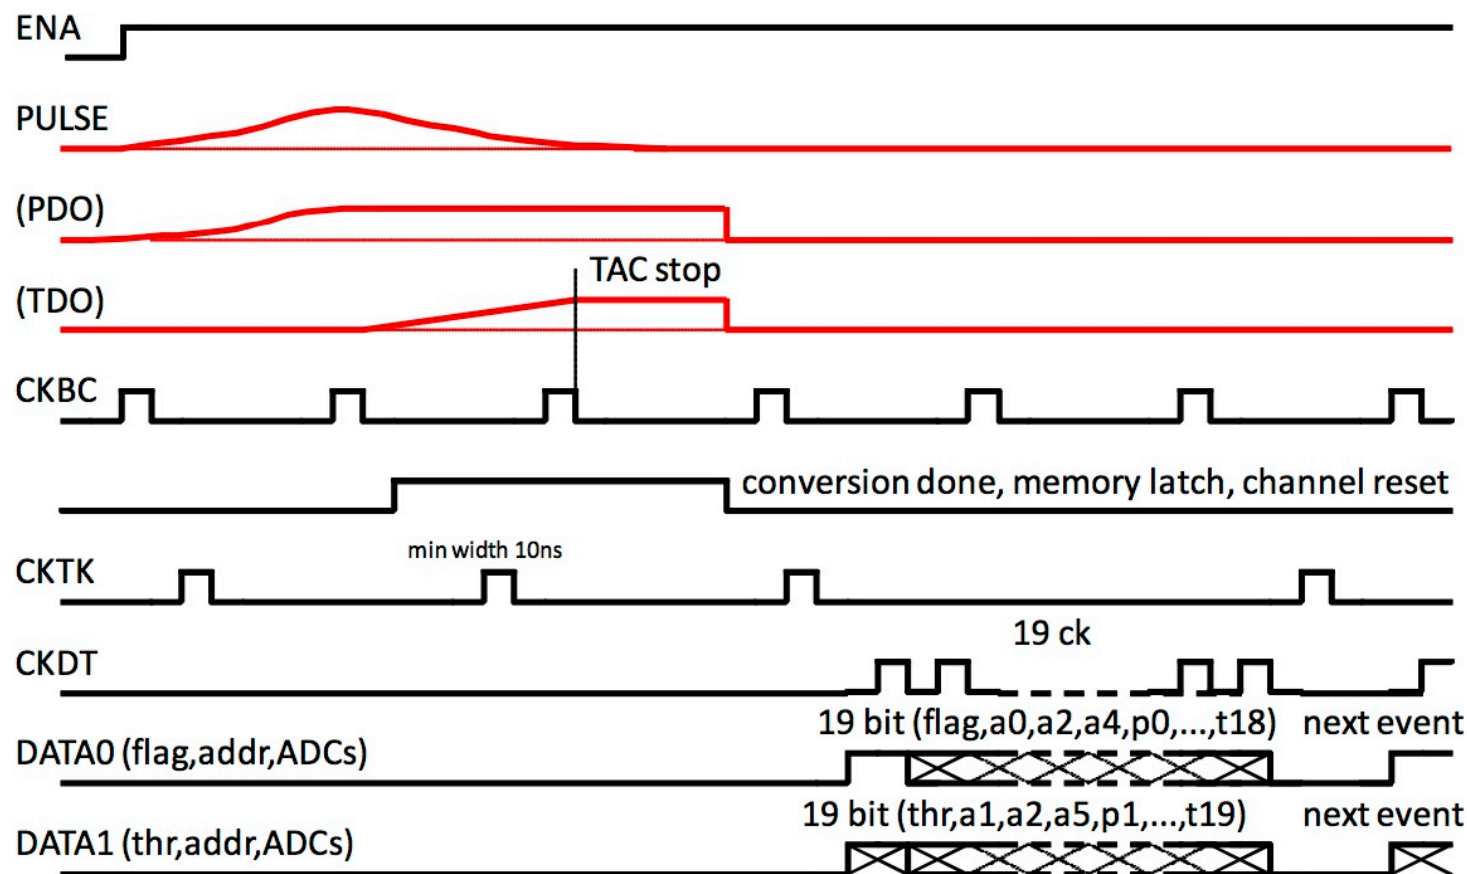 ENA
PULSE
(PDO)
TAC stop
(TDO)
CKBC
conversion done, memory latch, channel reset
min width 10ns
CKTK
19 ck
CKDT
19 bit (flag,a0,a2,a4,p0,...,t18) next event
DATA0 (flag,addr,ADCs)
19 bit (thr,a1,a2,a5,p1,...,t19) next event
DATA1 (thr,addr,ADCs)